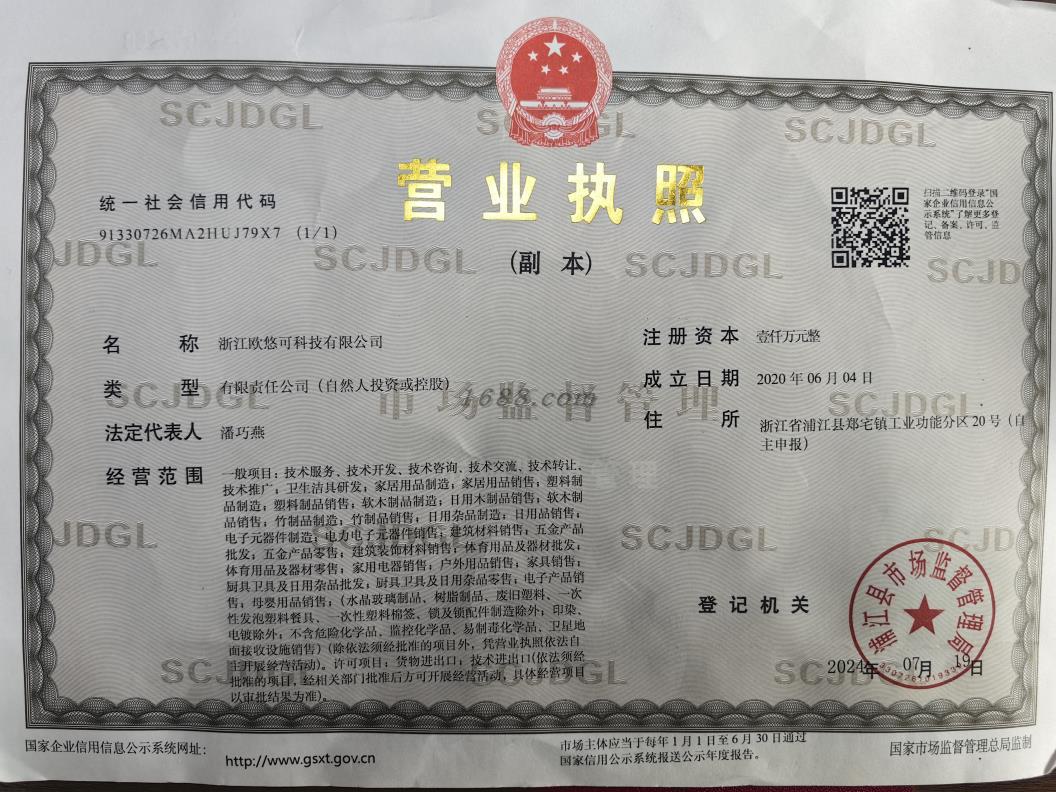 营业执照
(副 本)
统一社会信用代码
91330726MA2HUJ79X7 (1/1)
扫描二维码登录“国
家企业信用信息公
示系统”了解更多登
记、备案、许可、监
管信息
名 称 浙江欧悠可科技有限公司
类 型 有限责任公司（自然人投资或控股）
法定代表人 潘巧燕
经营范围 一般项目：技术服务、技术开发、技术咨询、技术交流、技术转让、
技术推广；卫生洁具研发；家居用品制造；家居用品销售；塑料制
品制造；塑料制品销售；软木制品制造；日用木制品销售；软木制
品销售；竹制品制造；竹制品销售；日用杂品制造；日用品销售；
电子元器件制造；电力电子元器件销售；建筑材料销售；五金产品
批发；五金产品零售；建筑装饰材料销售；体育用品及器材批发；
体育用品及器材零售；家用电器销售；户外用品销售；家具销售；
厨具卫具及日用杂品批发；厨具卫具及日用杂品零售；电子产品销
售；母婴用品销售；（水晶玻璃制品、树脂制品、废旧塑料、一次
性发泡塑料餐具、一次性塑料棉签、锁及锁配件制造除外；印染、
电镀除外；不含危险化学品、监控化学品、易制毒化学品、卫星地
面接收设施销售）(除依法须经批准的项目外，凭营业执照依法自
主开展经营活动)。许可项目：货物进出口；技术进出口(依法须经
批准的项目，经相关部门批准后方可开展经营活动，具体经营项目
以审批结果为准)。
注册资本 壹仟万元整
成立日期 2020年06月04日
住 所 浙江省浦江县郑宅镇工业功能分区20号（自
主申报）
登记机关
浦江县市场监督管理局
2024年 07月 19日
SCJDGL
市场监督管理
1688.com
国家企业信用信息公示系统网址：
http://www.gsxt.gov.cn
市场主体应当于每年1月1日至6月30日通过
国家信用公示系统报送公示年度报告。
国家市场监督管理总局监制